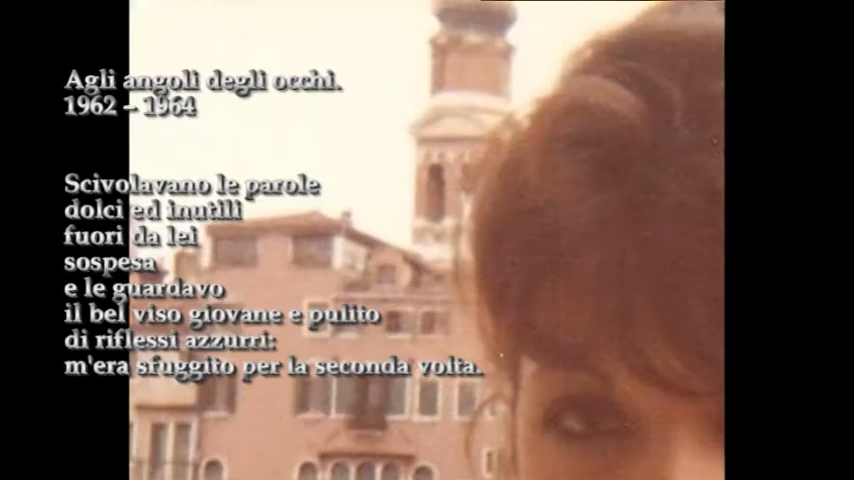 Agli angoli degli occhi.
1962 - 1964
Scivolavano le parole
dolci ed inutili
fuori da lei
sospesa
e le guardavo
il bel viso giovane e pulito
di riflessi azzurri:
m'era sfuggito per la seconda volta.